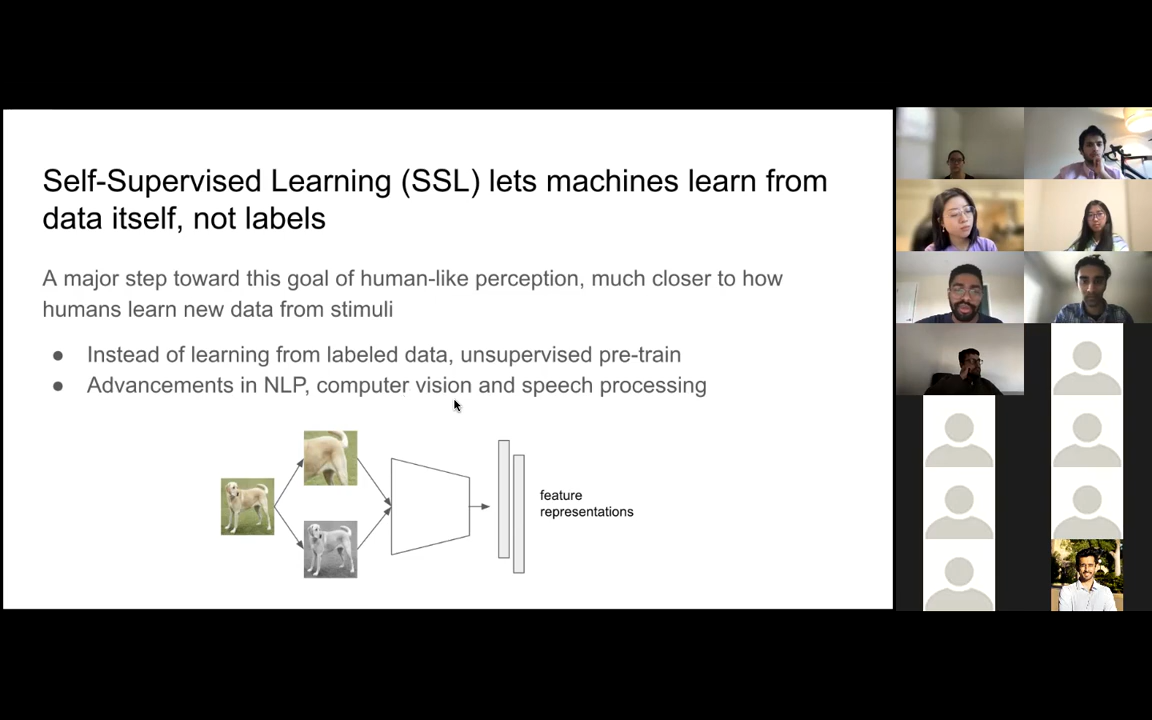 Self-Supervised Learning (SSL) lets machines learn from
data itself, not labels
A major step toward this goal of human-like perception, much closer to how
humans learn new data from stimuli
● Instead of learning from labeled data, unsupervised pre-train
● Advancements in NLP, computer vision and speech processing
feature
representations